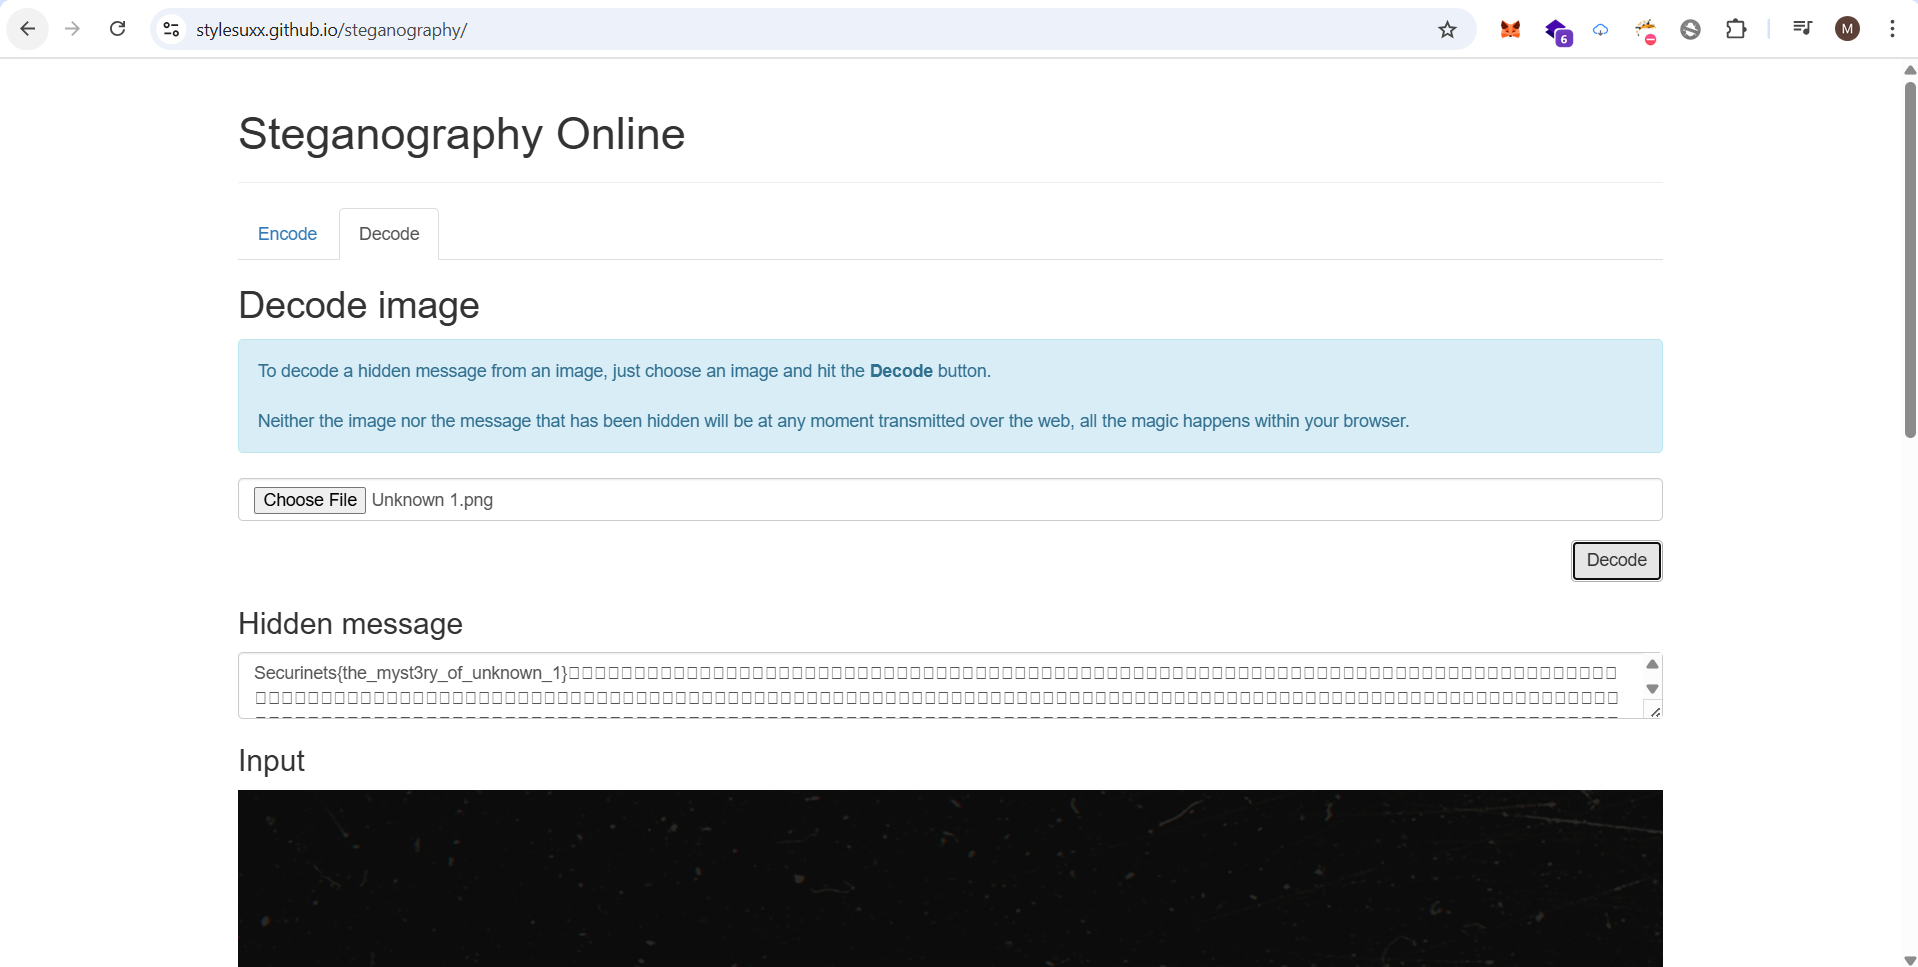 stylesuxx.github.io/steganography/
6
M
Steganography Online
Encode
Decode
Decode image
To decode a hidden message from an image, just choose an image and hit the Decode button.
Neither the image nor the message that has been hidden will be at any moment transmitted over the web, all the magic happens within your browser.
Choose File Unknown 1.png
Decode
Hidden message
Securinets{the_myst3ry_of_unknown_1}
Input